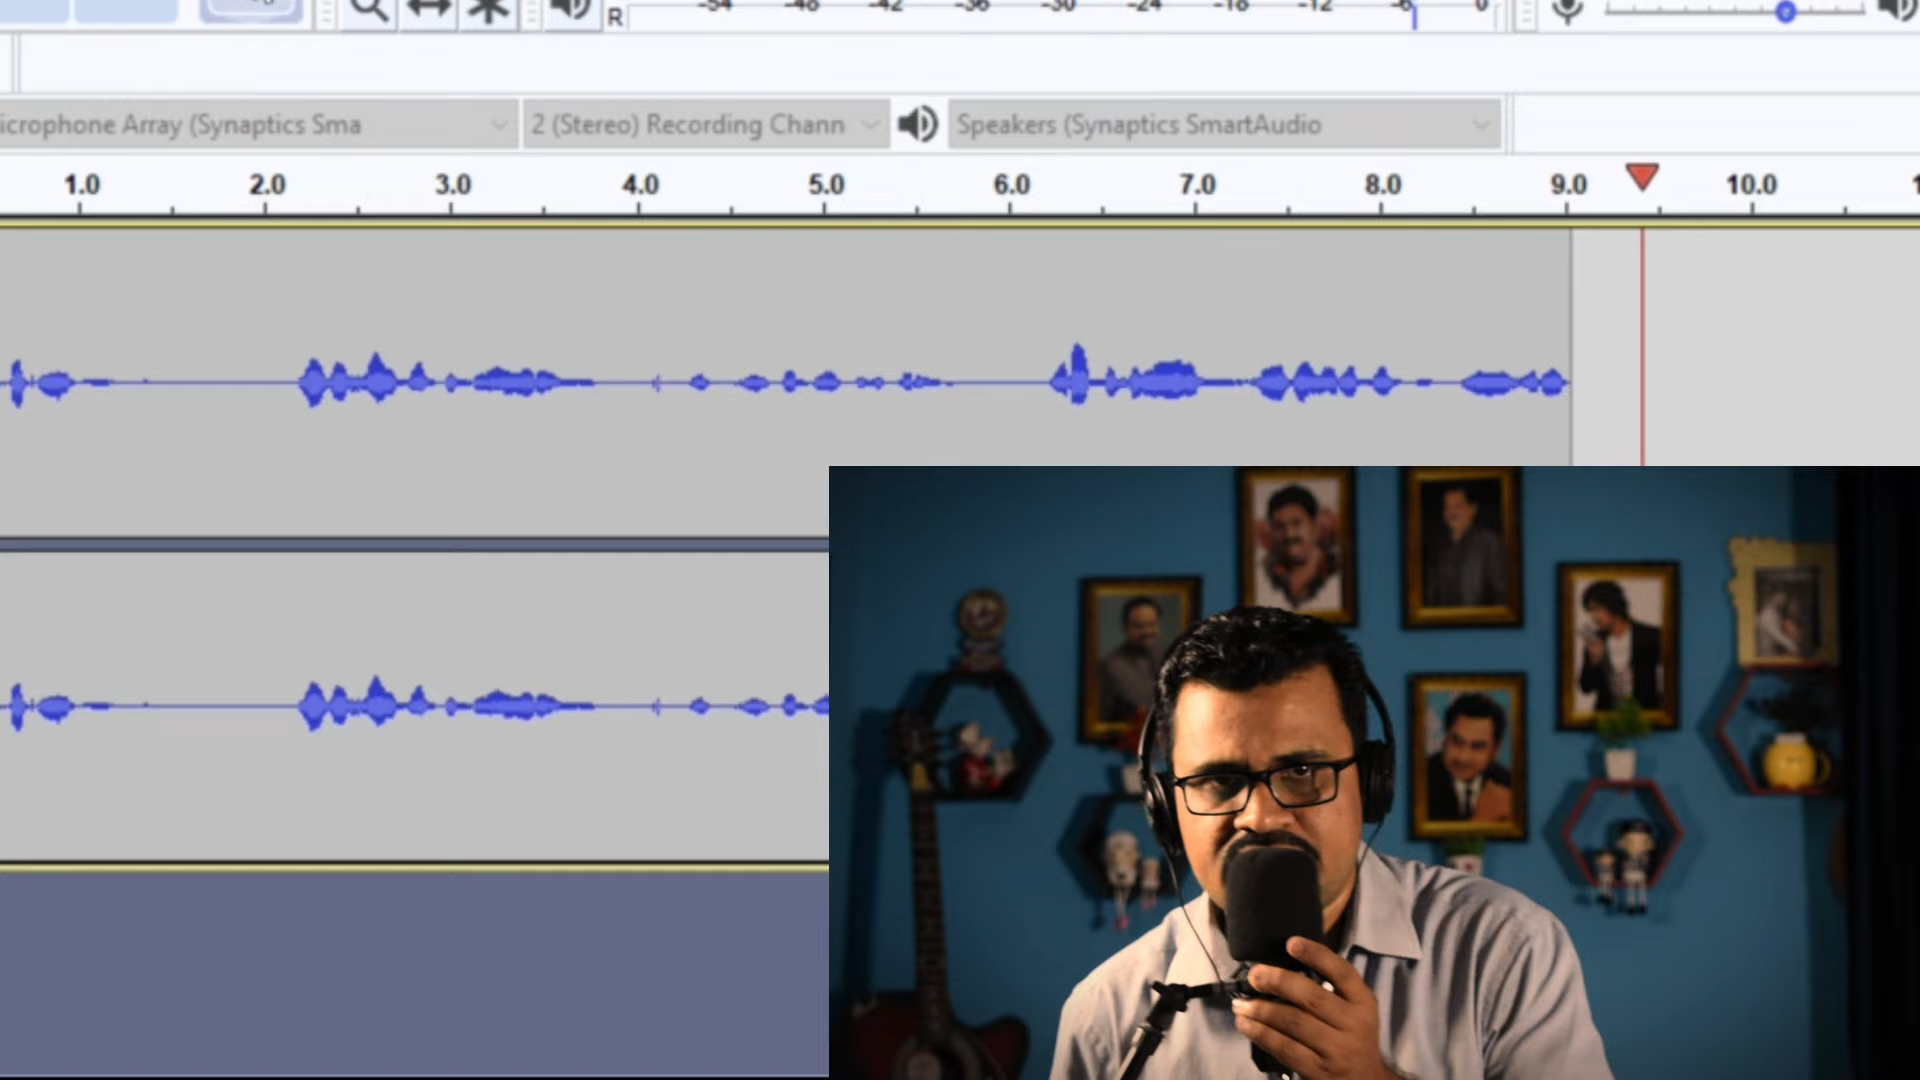 R -54 -48 -42 -36 -30 -24 -18 -12 -6 0
icrophone Array (Synaptics Sma 2 (Stereo) Recording Chann Speakers (Synaptics SmartAudio
1.0 2.0 3.0 4.0 5.0 6.0 7.0 8.0 9.0 10.0 1